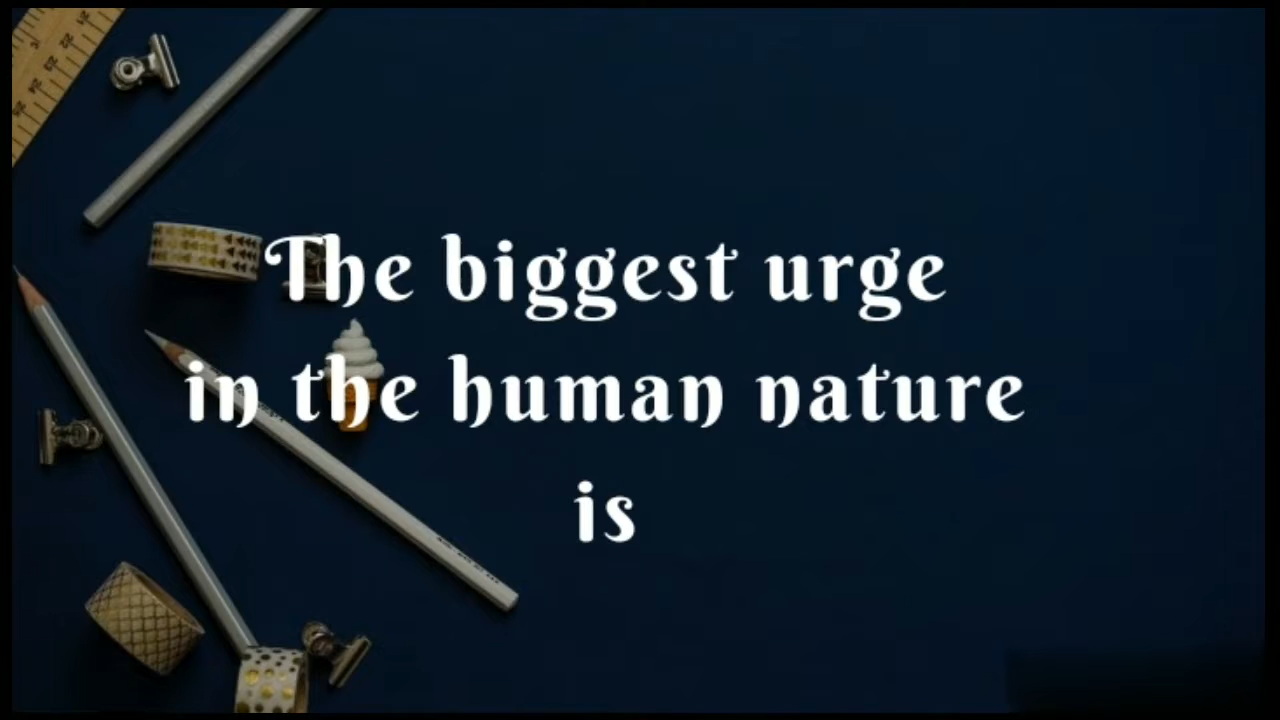 The biggest urge
in the human nature
is